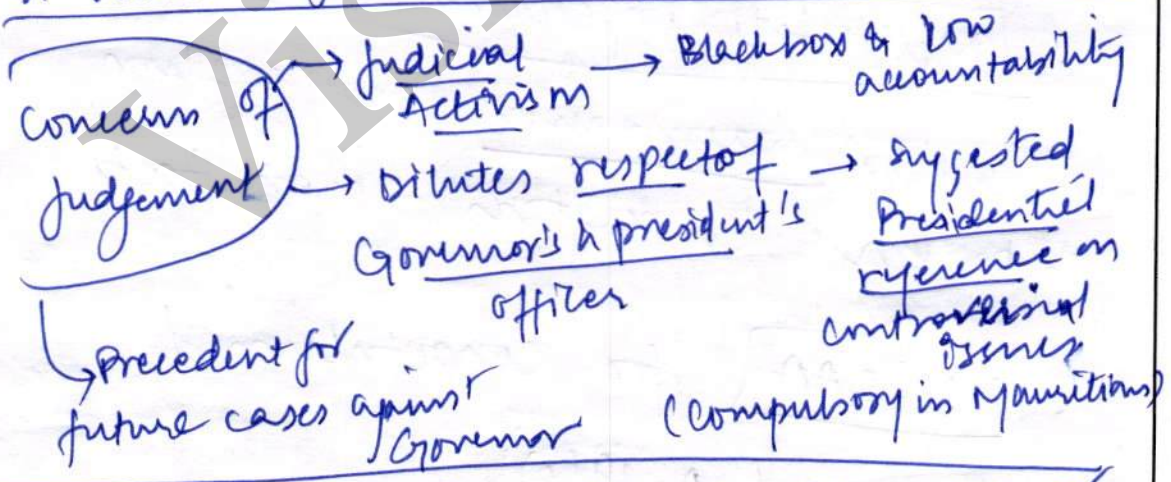 Concerns of Judgement
→ Judicial Activism → Blackbox & low accountability
→ Dilutes respect of Governor's & president's offices → suggested Presidential reference on controversial issues
(compulsory in Mauritius)
→ Precedent for future cases against Governor
Vis